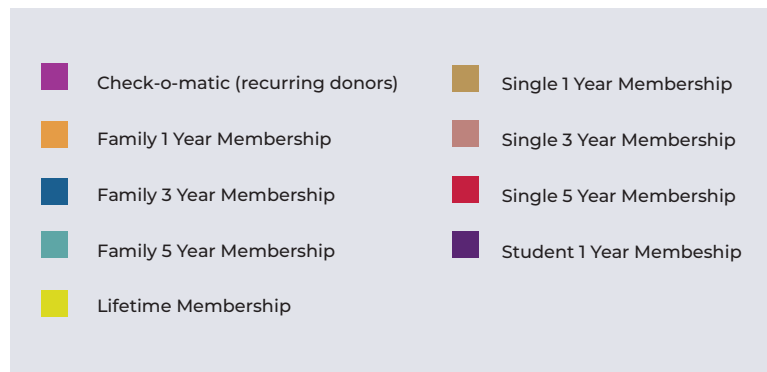 Check-o-matic (recurring donors)
Family 1 Year Membership
Family 3 Year Membership
Family 5 Year Membership
Lifetime Membership
Single 1 Year Membership
Single 3 Year Membership
Single 5 Year Membership
Student 1 Year Membeship